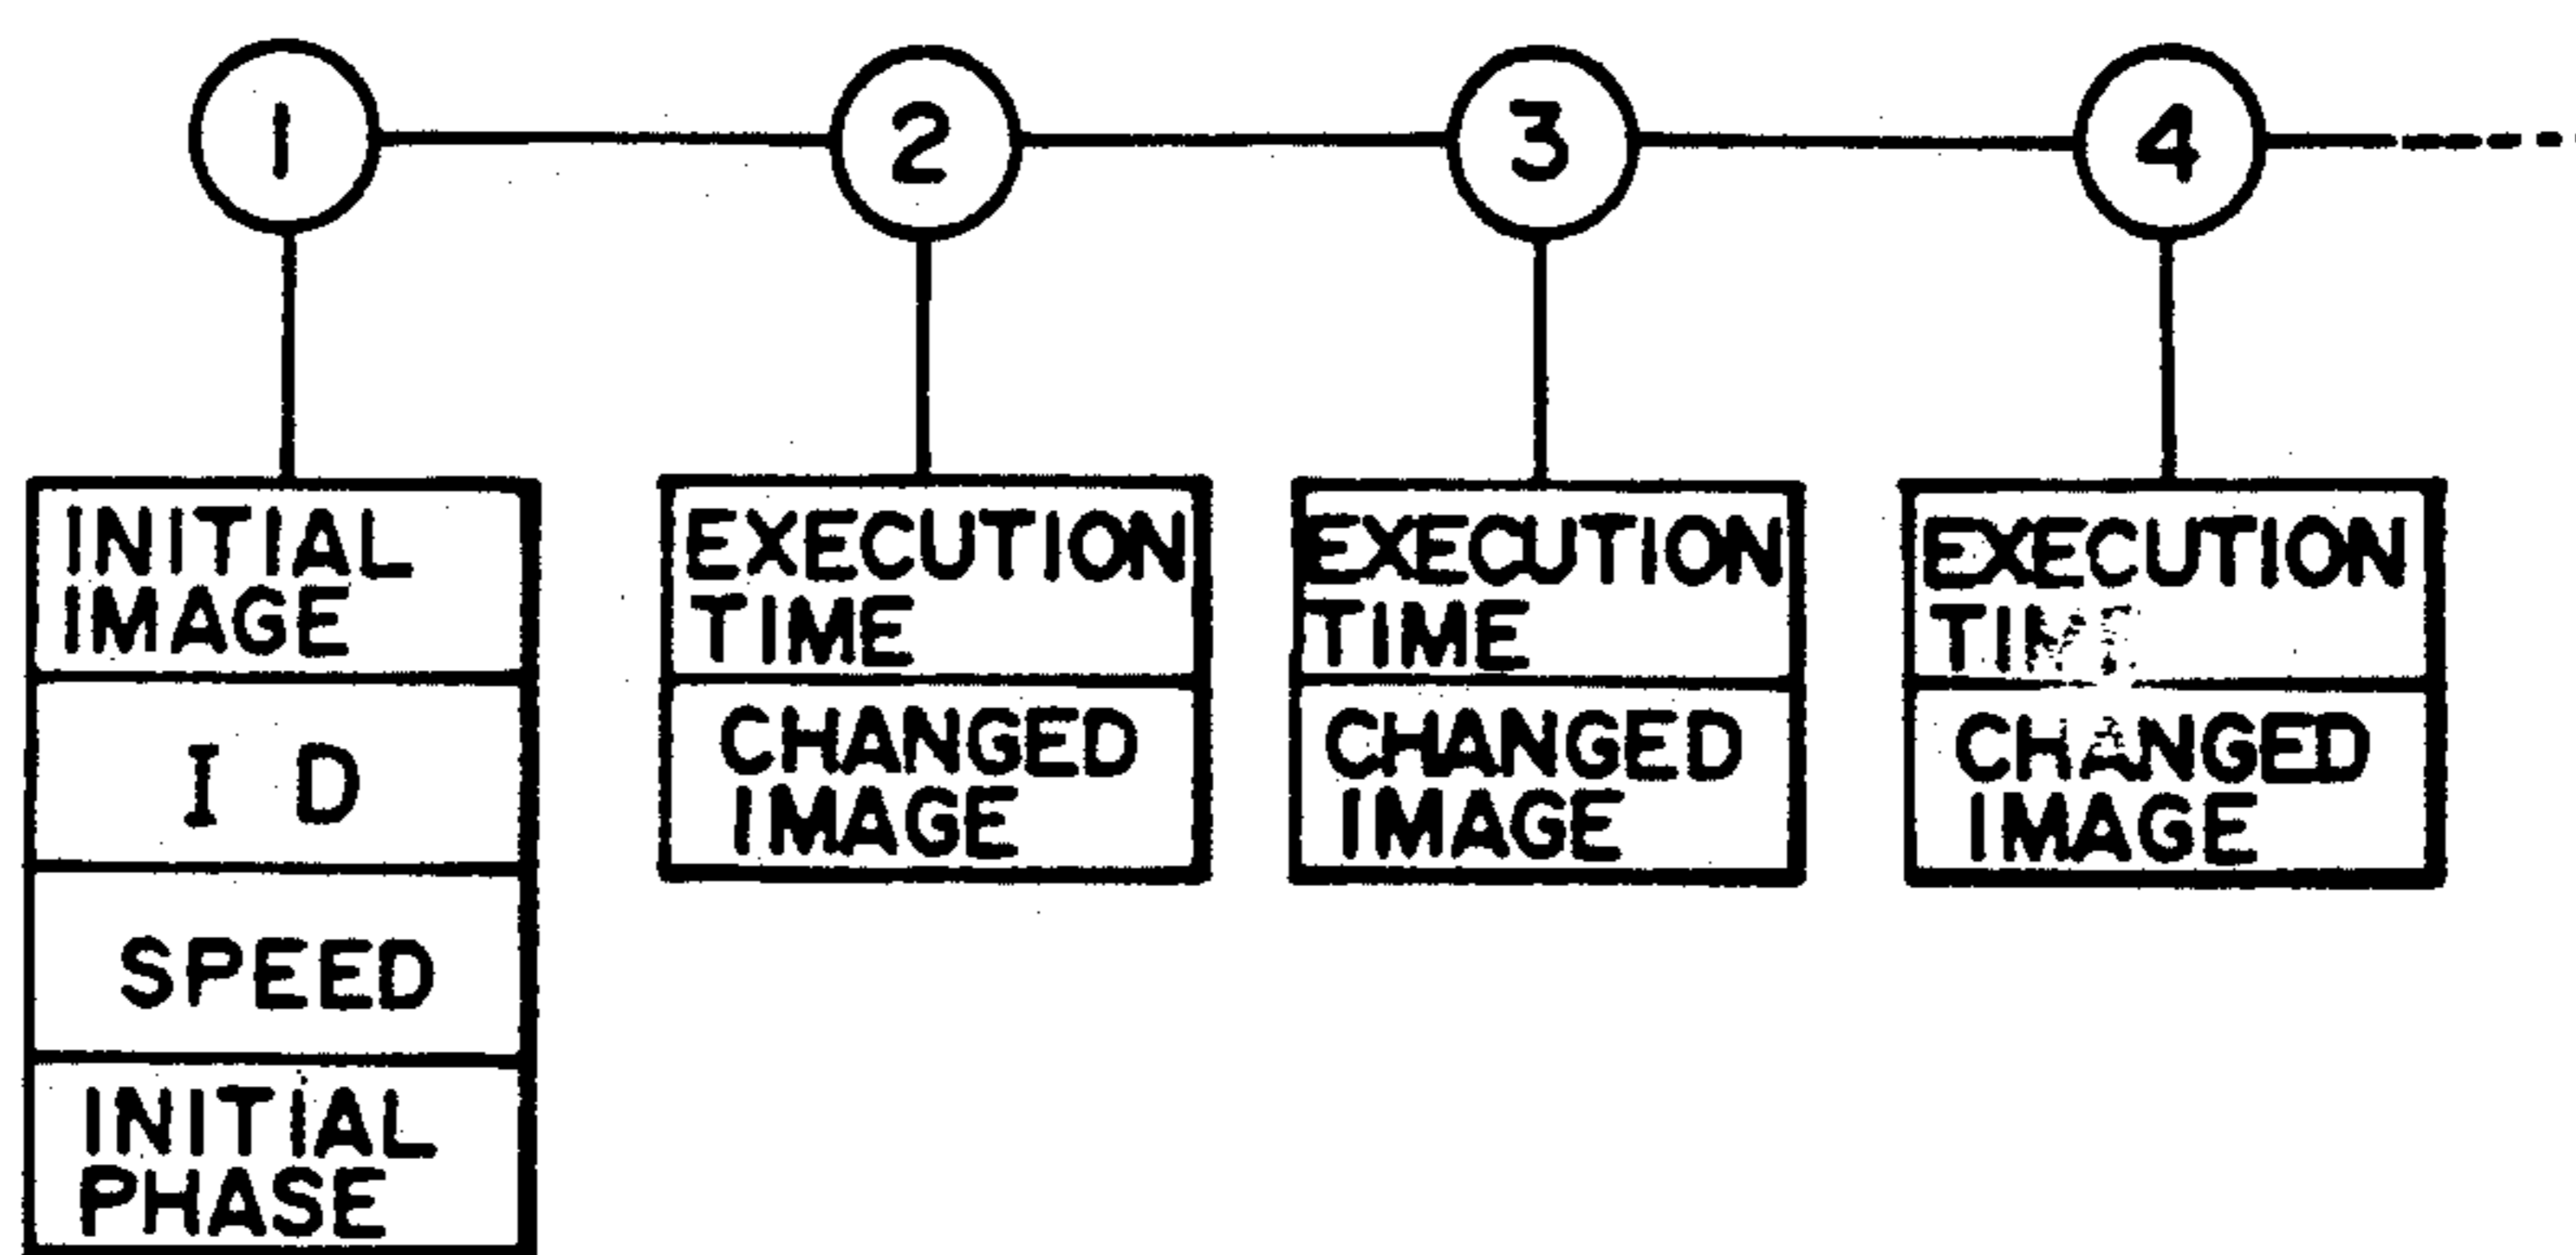 1
2
3
4
INITIAL
IMAGE
I D
SPEED
INITIAL
PHASE
EXECUTION
TIME
CHANGED
IMAGE
EXECUTION
TIME
CHANGED
IMAGE
EXECUTION
TIME
CHANGED
IMAGE